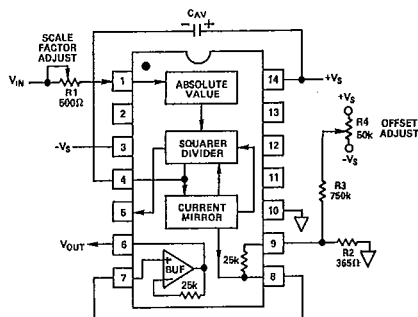 CAV
SCALE
FACTOR
ADJUST
VIN
R1
500Ω
1
2
3
4
5
6
7
14
13
12
11
10
9
8
+VS
-VS
ABSOLUTE
VALUE
SQUARER
DIVIDER
CURRENT
MIRROR
+VS
R4
50k
OFFSET
ADJUST
-VS
R3
750k
R2
365Ω
VOUT
BUF
25k
25k